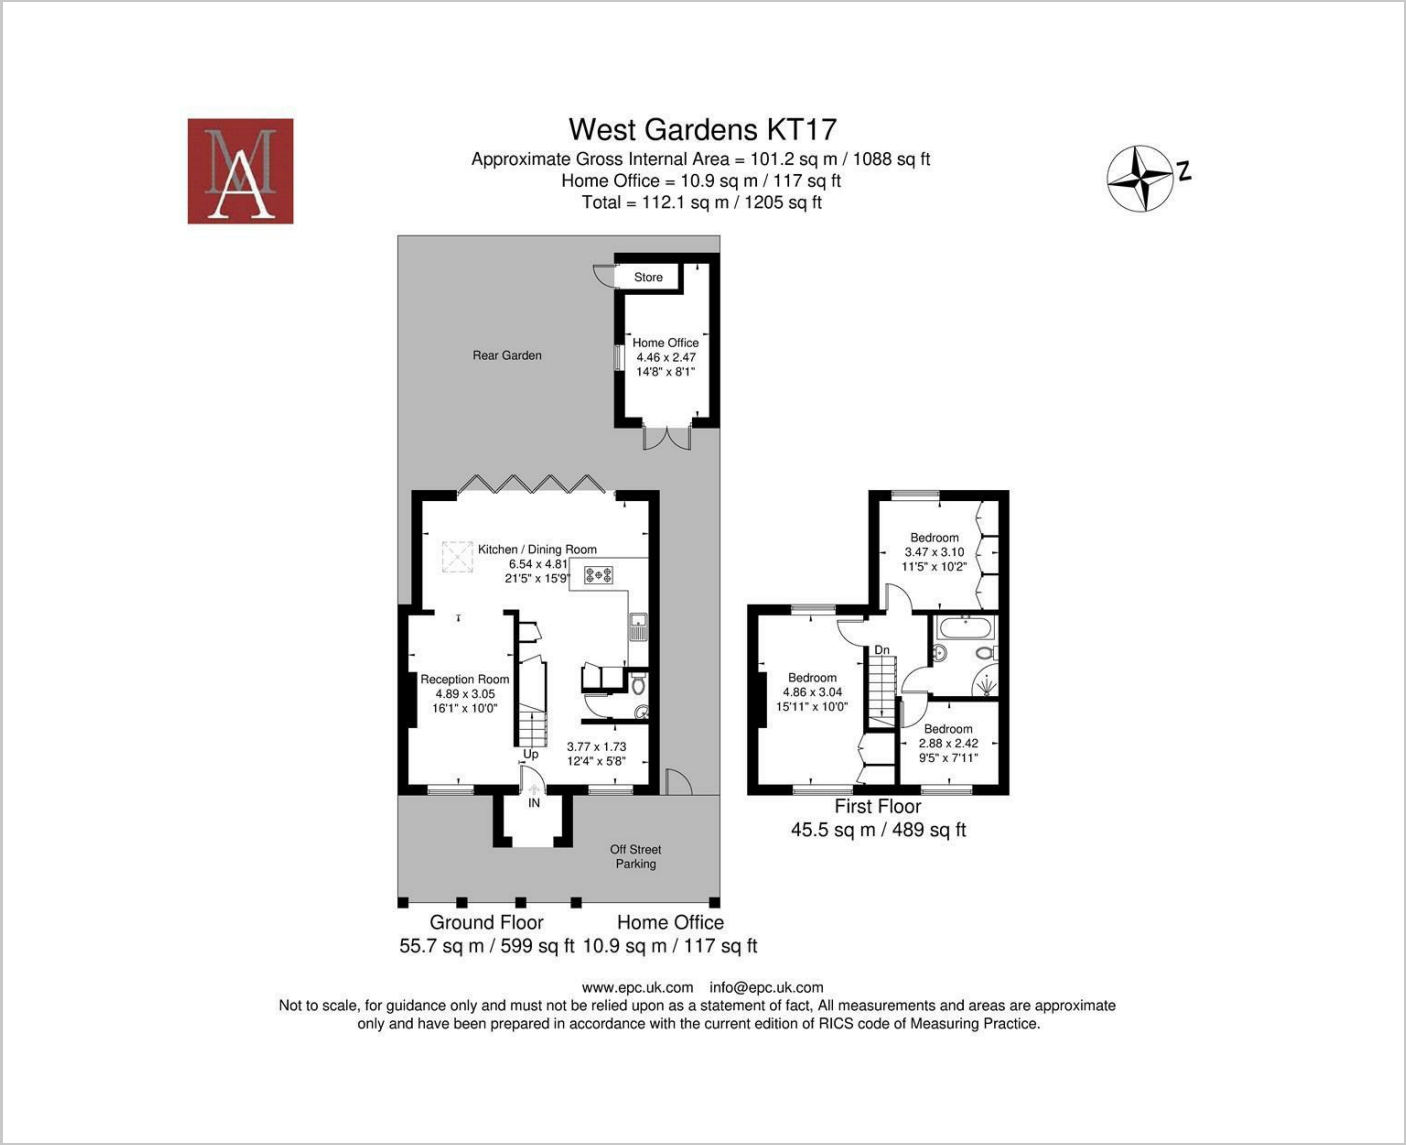 MA
West Gardens KT17
Approximate Gross Internal Area = 101.2 sq m / 1088 sq ft
Home Office = 10.9 sq m / 117 sq ft
Total = 112.1 sq m / 1205 sq ft
Z
Store
Home Office
4.46 x 2.47
14'8" x 8'1"
Rear Garden
Kitchen / Dining Room
6.54 x 4.81
21'5" x 15'9"
Reception Room
4.89 x 3.05
16'1" x 10'0"
Up
3.77 x 1.73
12'4" x 5'8"
IN
Off Street
Parking
Bedroom
3.47 x 3.10
11'5" x 10'2"
Dn
Bedroom
4.86 x 3.04
15'11" x 10'0"
Bedroom
2.88 x 2.42
9'5" x 7'11"
First Floor
45.5 sq m / 489 sq ft
Ground Floor
55.7 sq m / 599 sq ft
Home Office
10.9 sq m / 117 sq ft
www.epc.uk.com info@epc.uk.com
Not to scale, for guidance only and must not be relied upon as a statement of fact, All measurements and areas are approximate
only and have been prepared in accordance with the current edition of RICS code of Measuring Practice.